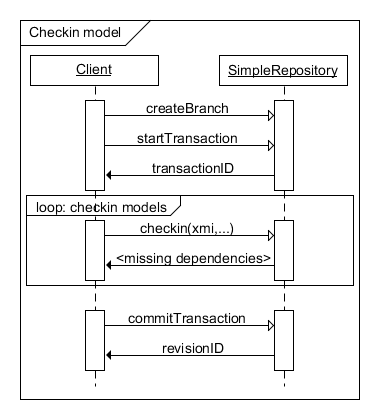 Checkin model
Client
SimpleRepository
createBranch
startTransaction
transactionID
loop: checkin models
checkin(xmi,...)
<missing dependencies>
commitTransaction
revisionID